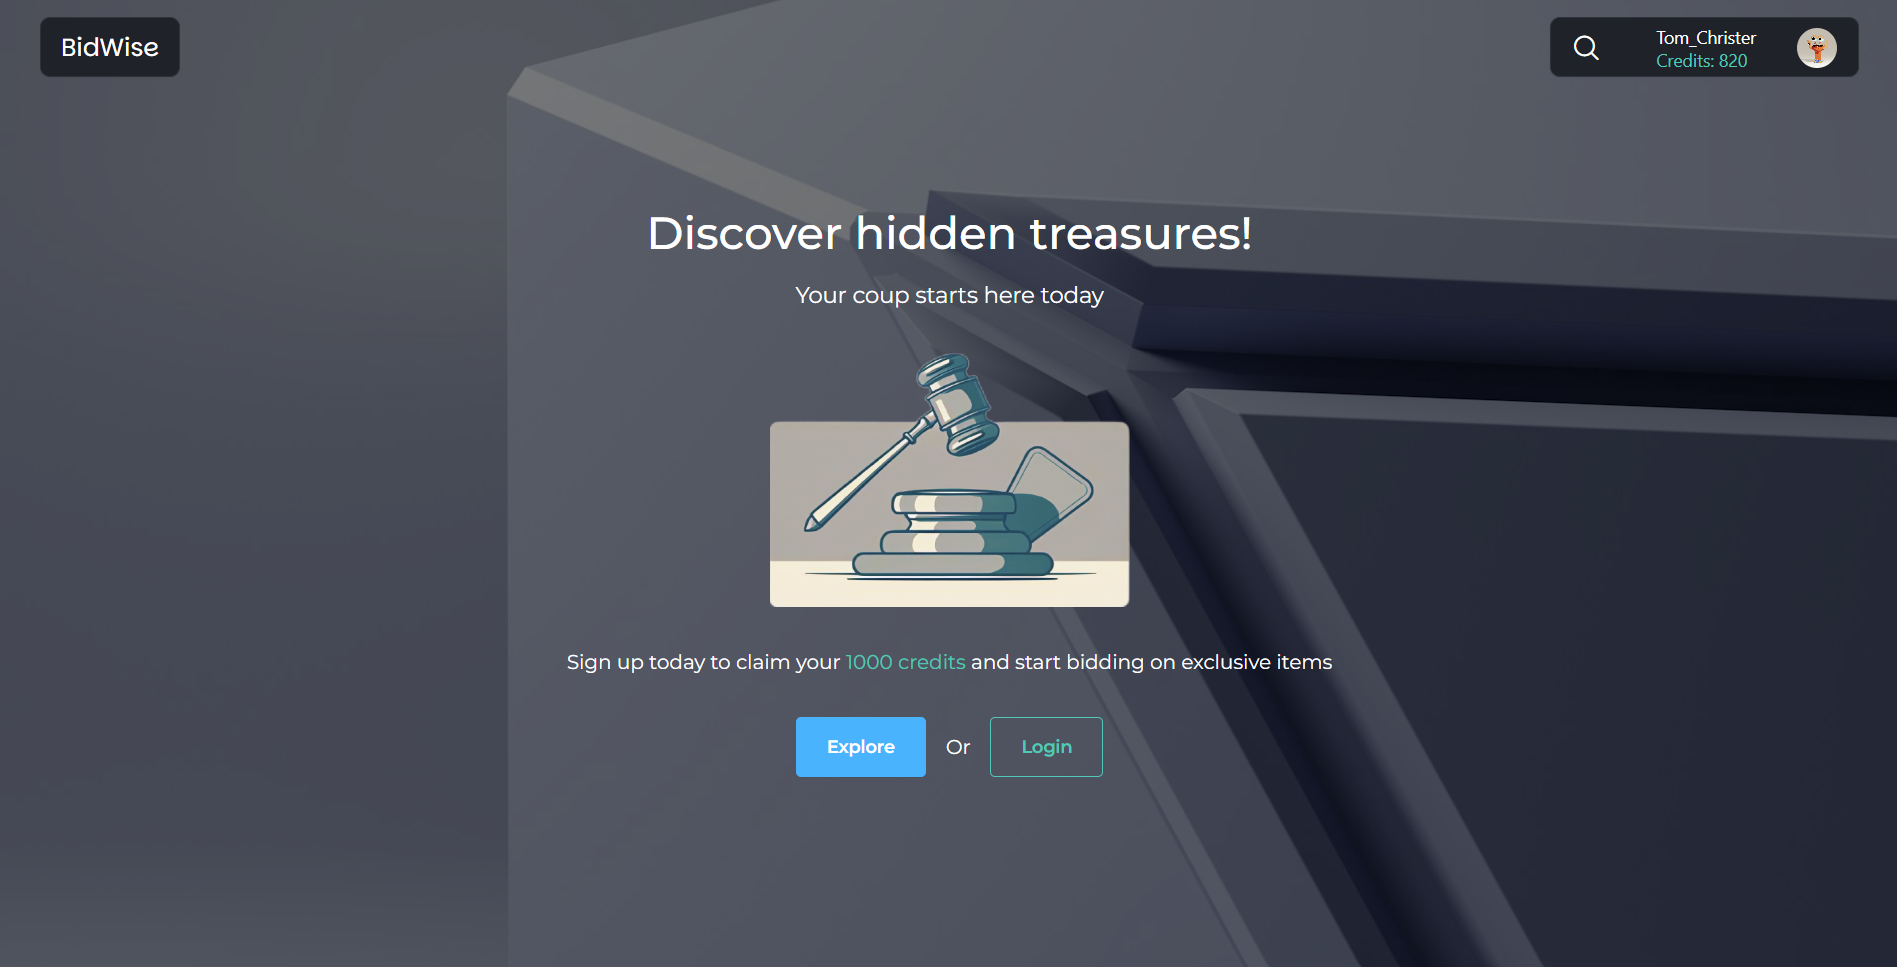 BidWise
Tom_Christer
Credits: 820
Discover hidden treasures!
Your coup starts here today
Sign up today to claim your 1000 credits and start bidding on exclusive items
Explore Or Login